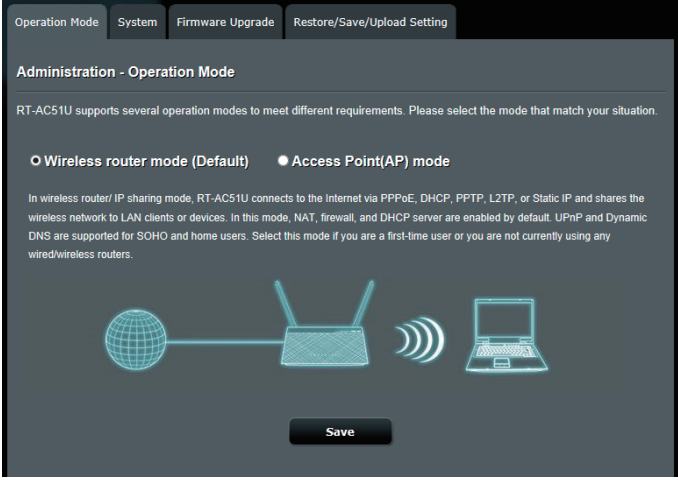 Operation Mode System Firmware Upgrade Restore/Save/Upload Setting
Administration - Operation Mode
RT-AC51U supports several operation modes to meet different requirements. Please select the mode that match your situation.
Wireless router mode (Default) Access Point(AP) mode
In wireless router/ IP sharing mode, RT-AC51U connects to the Internet via PPPoE, DHCP, PPTP, L2TP, or Static IP and shares the
wireless network to LAN clients or devices. In this mode, NAT, firewall, and DHCP server are enabled by default. UPnP and Dynamic
DNS are supported for SOHO and home users. Select this mode if you are a first-time user or you are not currently using any
wired/wireless routers.
Save